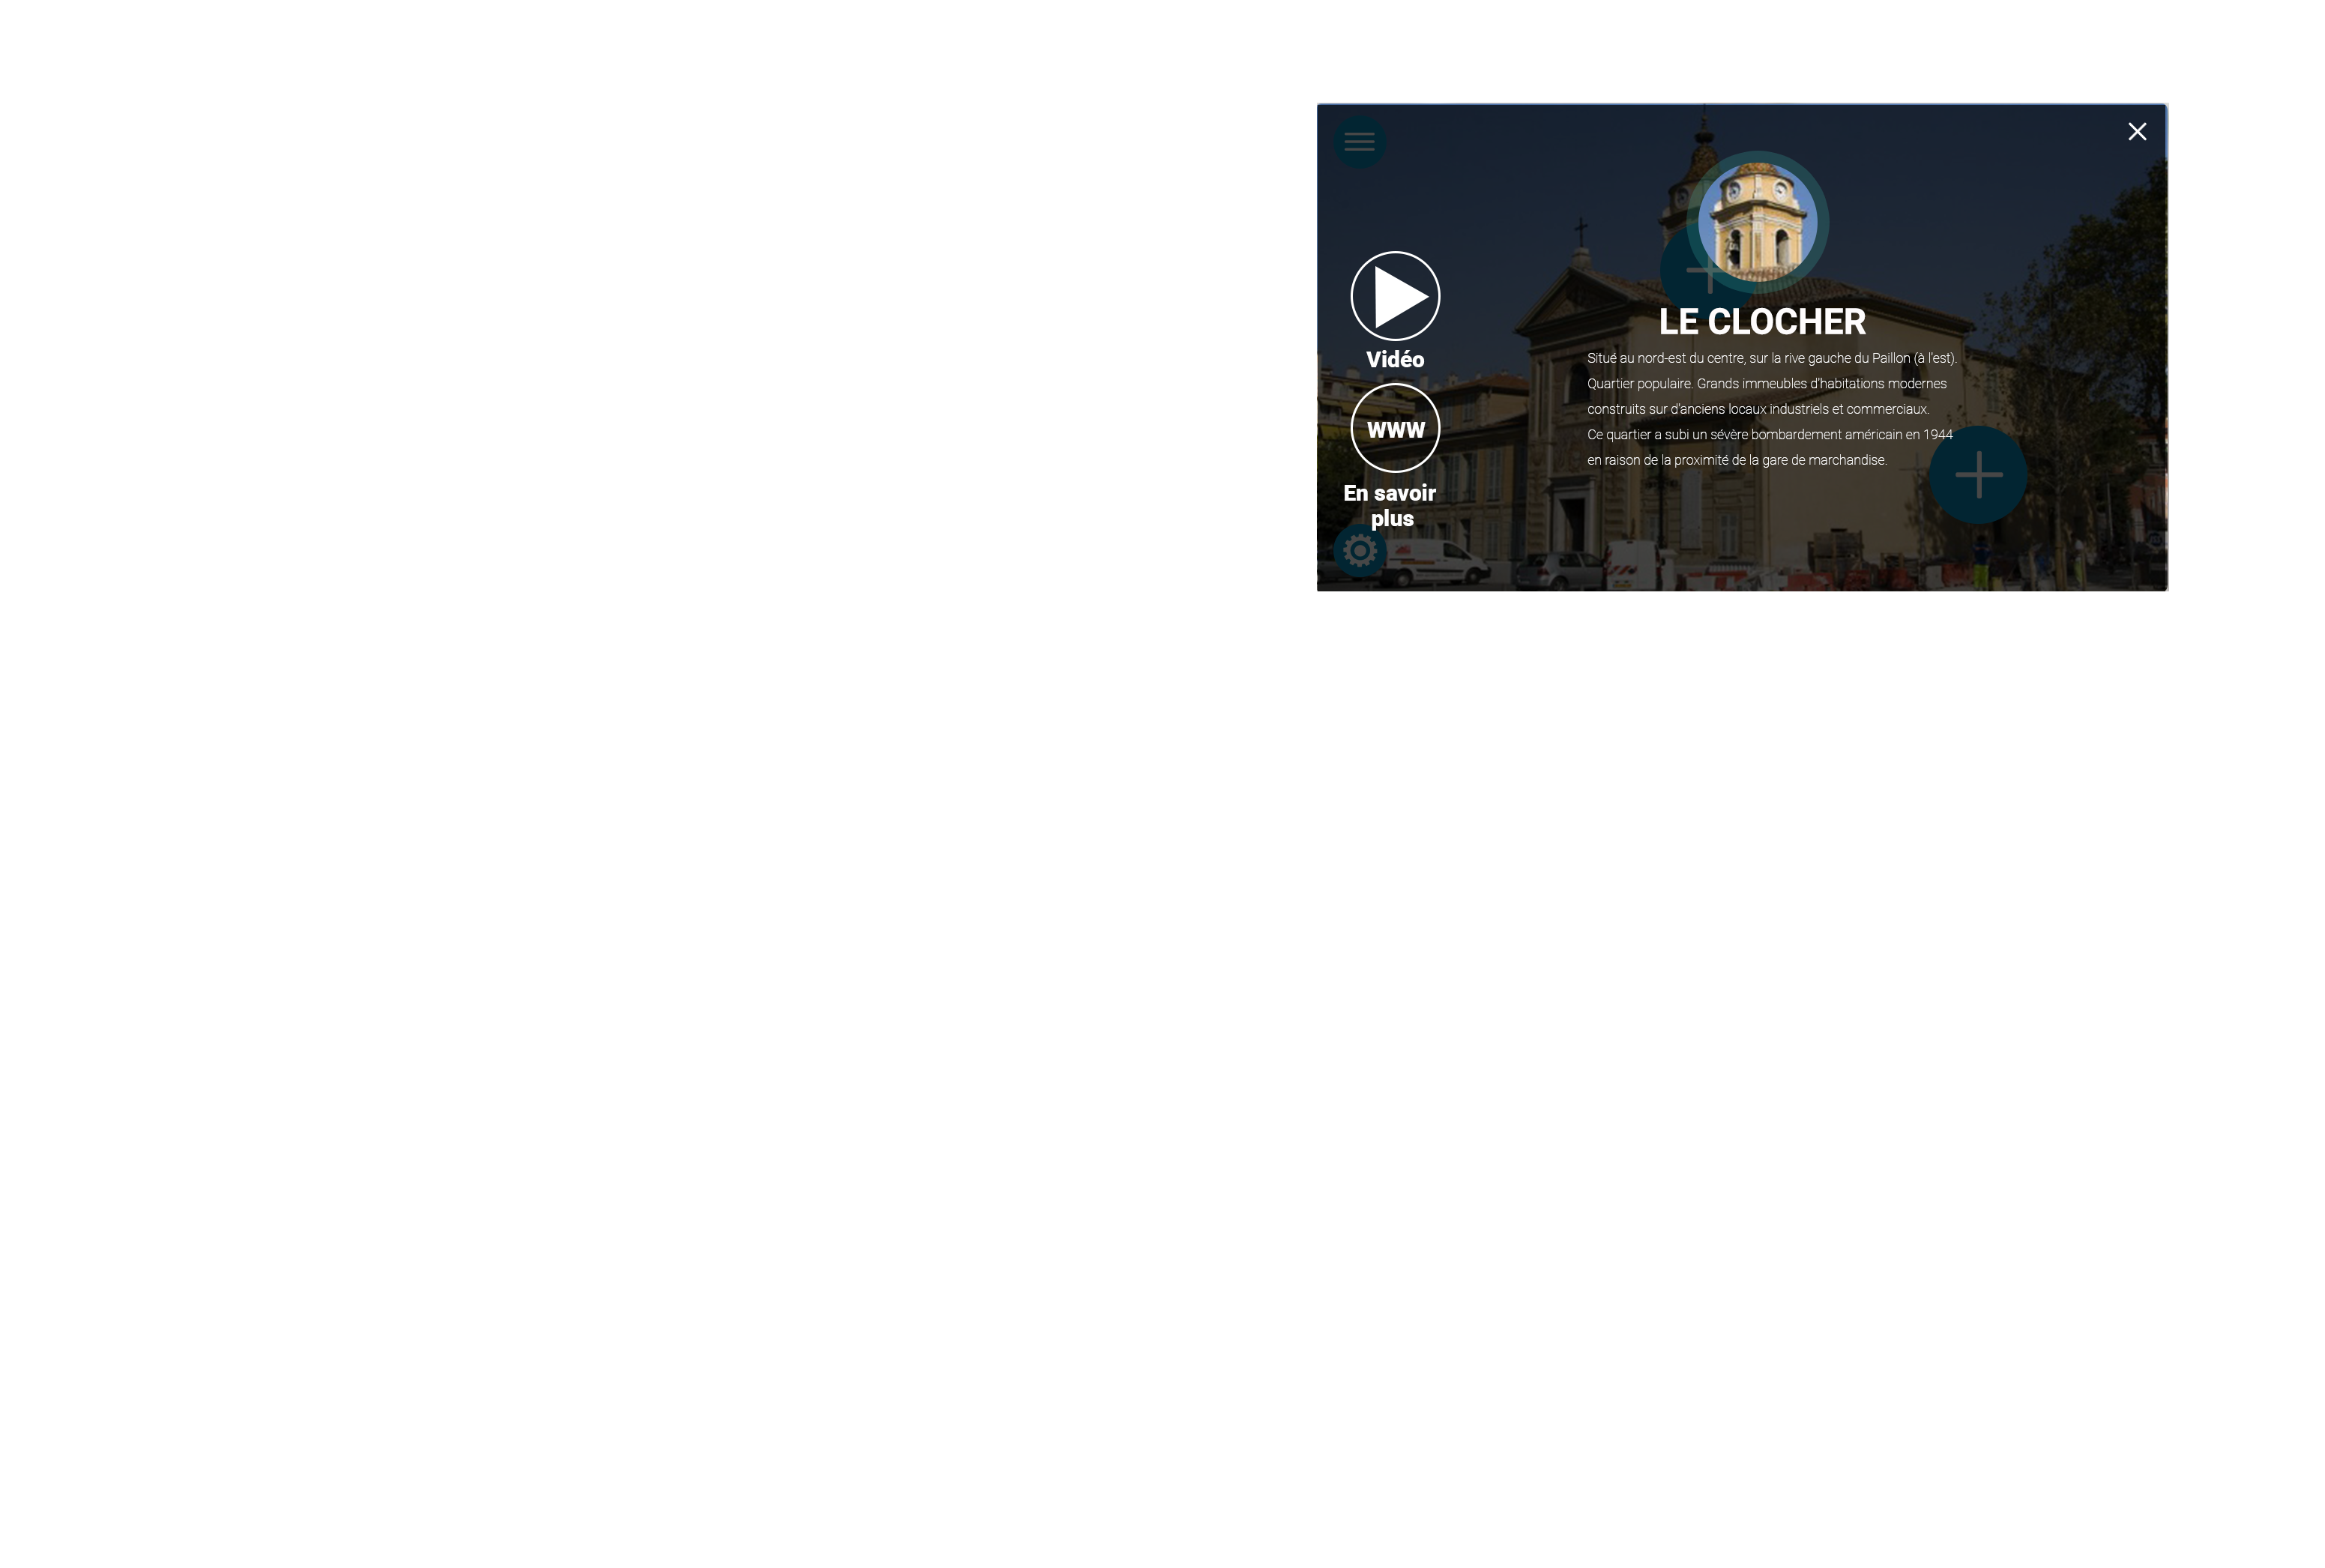 LE CLOCHER
Situé au nord-est du centre, sur la rive gauche du Paillon (à l'est).
Quartier populaire. Grands immeubles d'habitations modernes
construits sur d'anciens locaux industriels et commerciaux.
Ce quartier a subi un sévère bombardement américain en 1944
en raison de la proximité de la gare de marchandise.
Vidéo
www
En savoir
plus